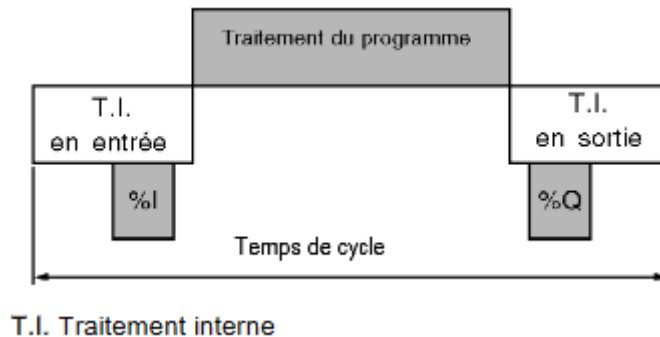 Traitement du programme
T.I.
en entrée
T.I.
en sortie
%I
%Q
Temps de cycle
T.I. Traitement interne